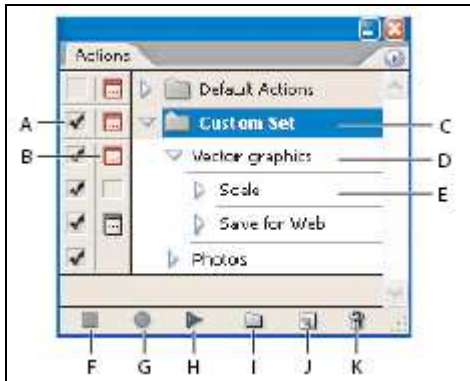 Actions
Default Actions
A Custom Set C
B Vector graphics D
Scale E
Save for Web
Photos
F G H I J K